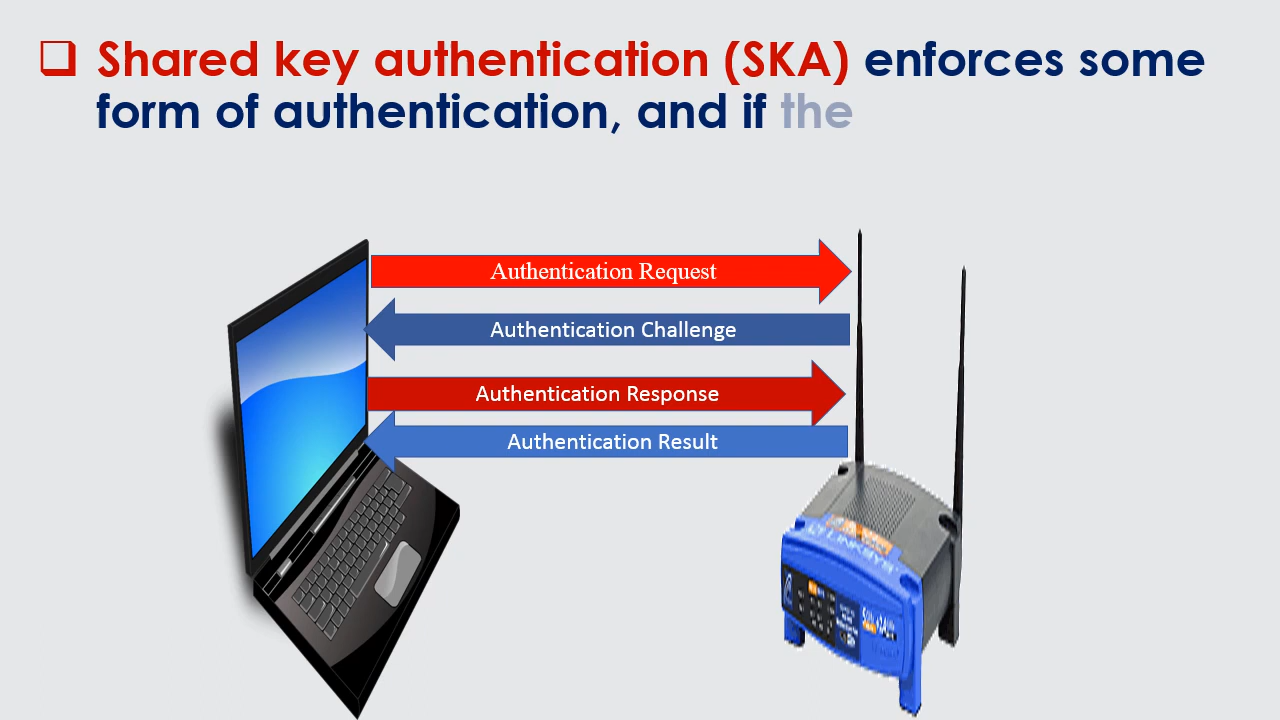 Shared key authentication (SKA) enforces some
form of authentication, and if the
Authentication Request
Authentication Challenge
Authentication Response
Authentication Result
LINKSYS